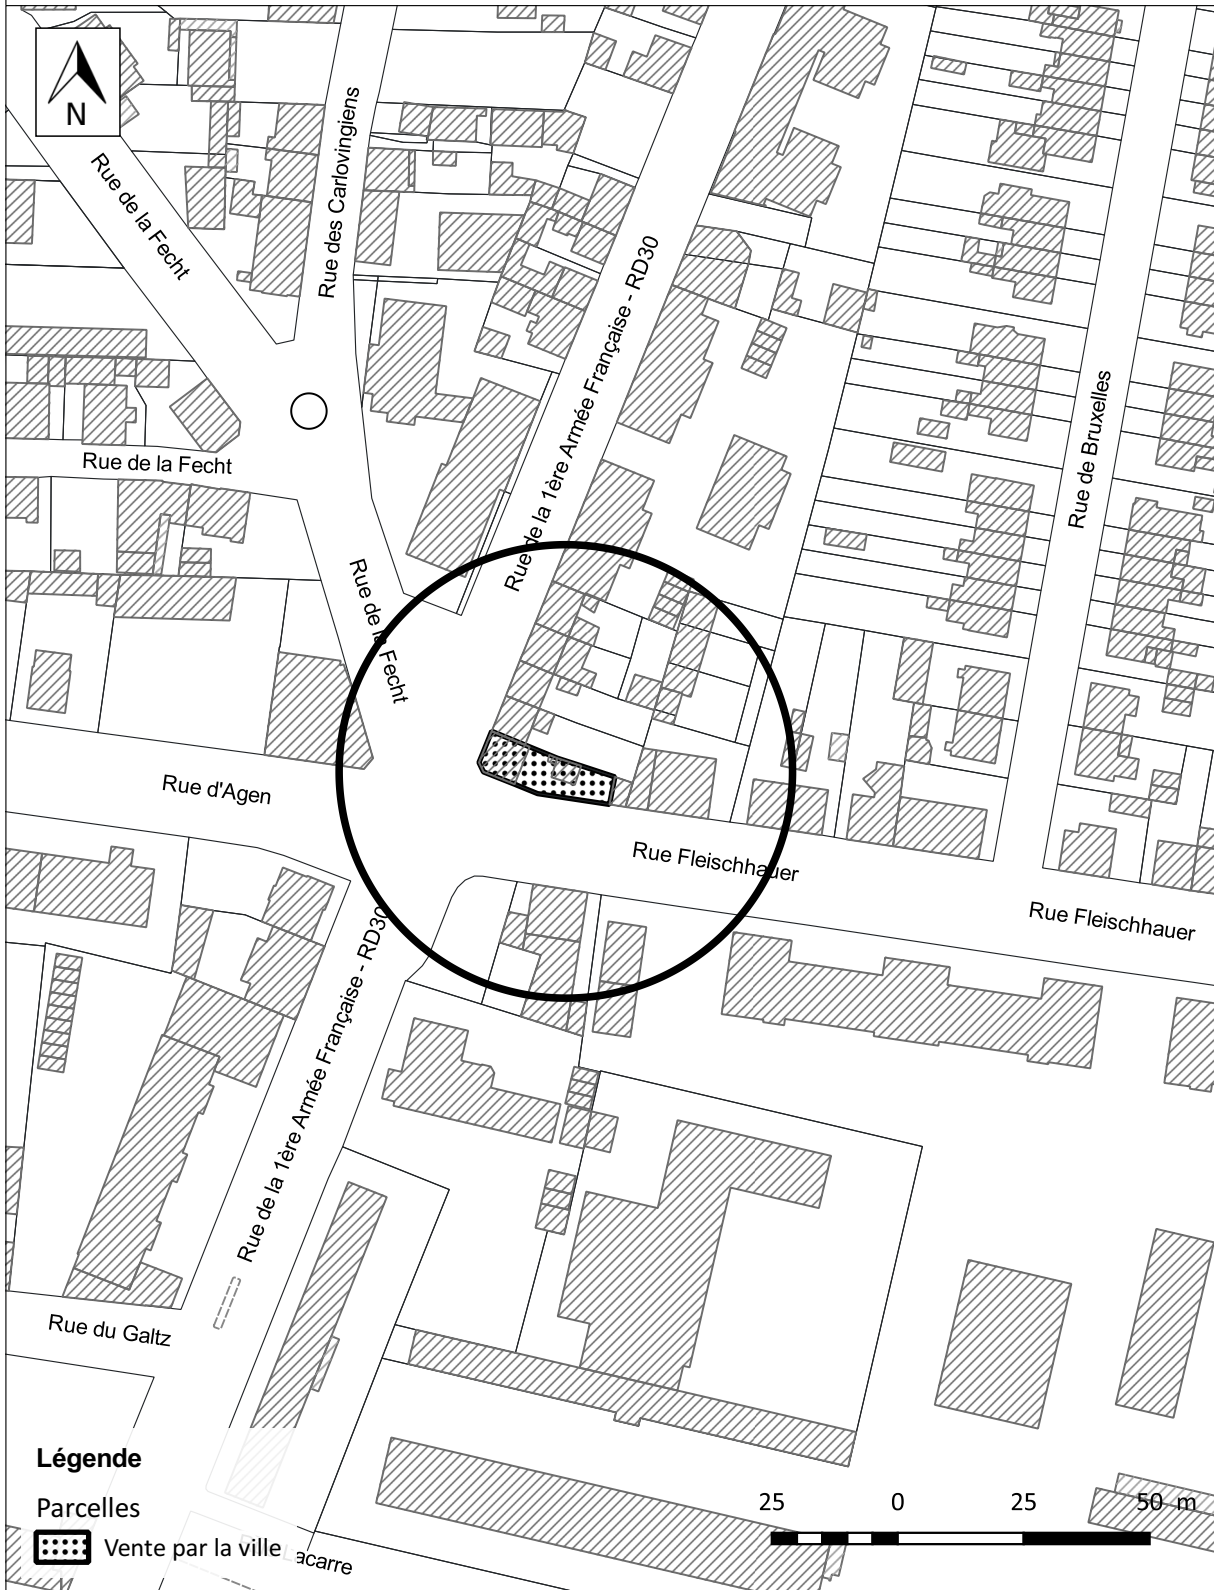 N
Rue de la Fecht
Rue des Carlovingiens
Rue de la 1ère Armée Française - RD30
Rue de Bruxelles
Rue de la Fecht
Rue de la Fecht
Rue d'Agen
Rue Fleischhauer
Rue Fleischhauer
Rue de la 1ère Armée Française - RD30
Rue du Galtz
Légende
Parcelles
Vente par la ville
Lacarre
25 0 25 50 m